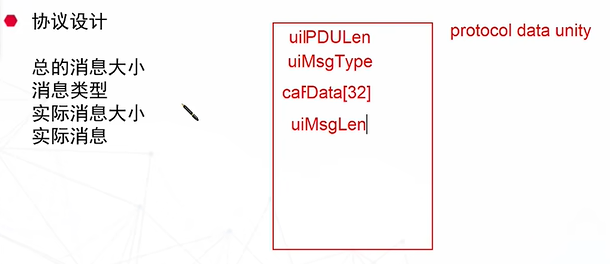 协议设计
总的消息大小
消息类型
实际消息大小
实际消息
uiPDULen
uiMsgType
caData[32]
uiMsgLen
protocol data unity